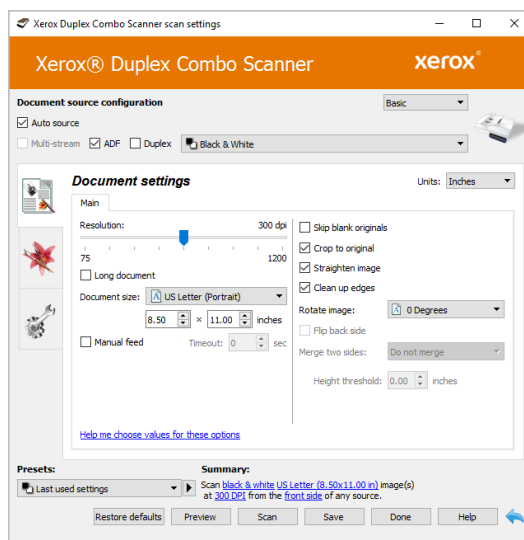 Xerox Duplex Combo Scanner scan settings
Xerox® Duplex Combo Scanner
xerox®
Document source configuration
Basic
Auto source
Multi-stream ADF Duplex Black & White
Document settings
Units: Inches
Main
Resolution: 300 dpi
75 1200
Long document
Document size: US Letter (Portrait)
8.50 × 11.00 inches
Manual feed Timeout: 0 sec
Skip blank originals
Crop to original
Straighten image
Clean up edges
Rotate image: 0 Degrees
Flip back side
Merge two sides: Do not merge
Height threshold: 0.00 inches
Help me choose values for these options
Presets:
Last used settings
Summary:
Scan black & white US Letter (8.50x11.00 in) image(s)
at 300 DPI from the front side of any source.
Restore defaults Preview Scan Save Done Help